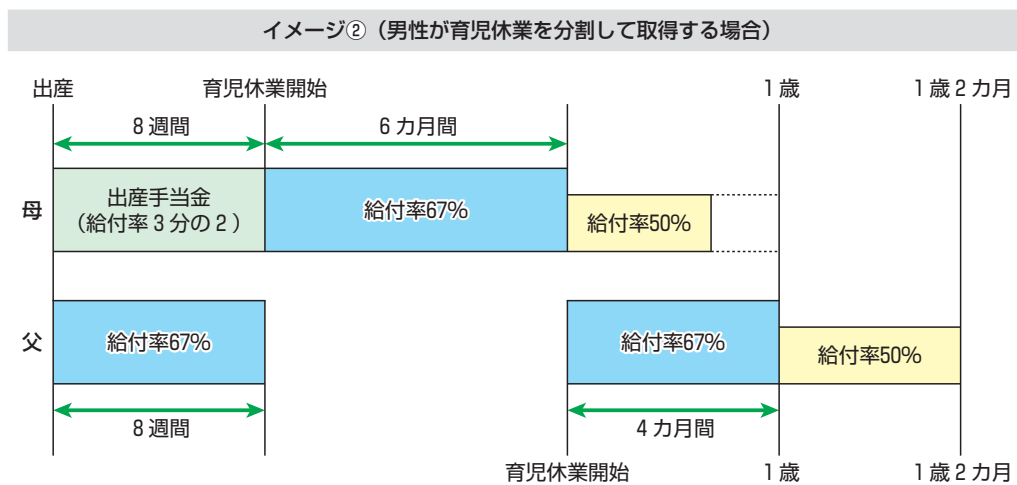 イメージ②（男性が育児休業を分割して取得する場合）
出産
育児休業開始
1歳
1歳2カ月
8週間
6カ月間
母
出産手当金
（給付率3分の2）
給付率67%
給付率50%
父
給付率67%
給付率67%
給付率50%
8週間
4カ月間
育児休業開始
1歳
1歳2カ月